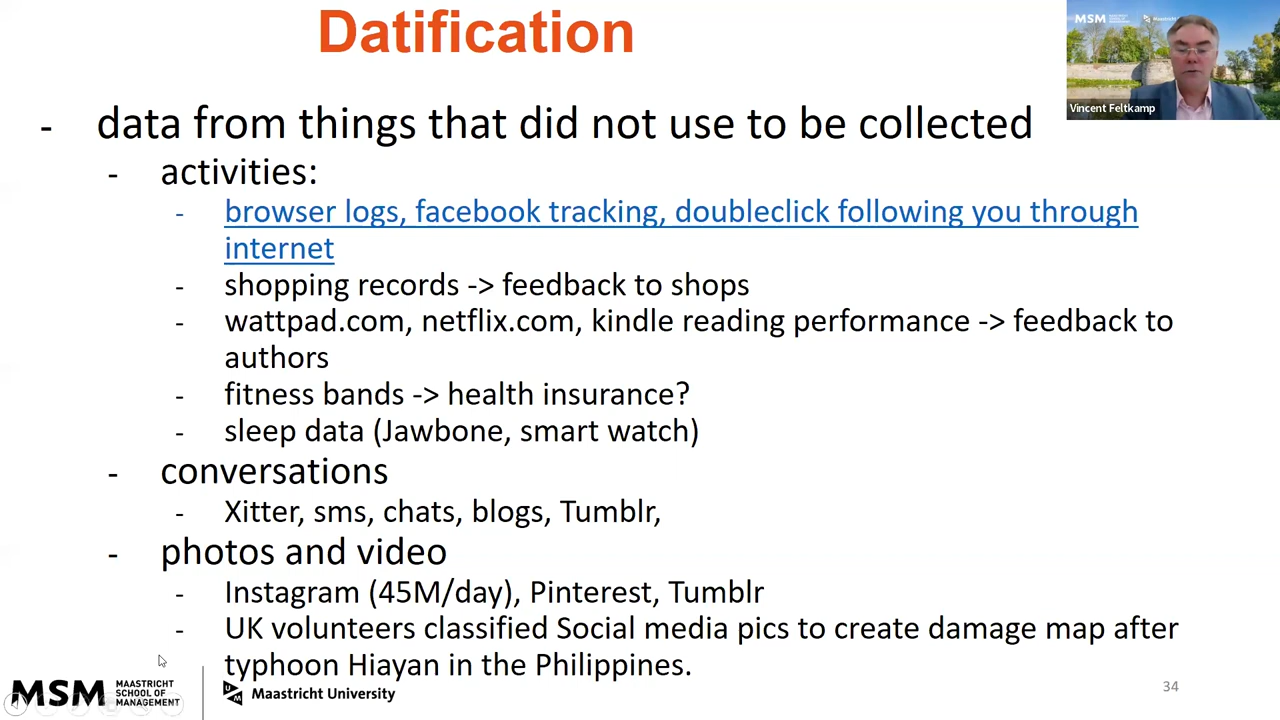 Datification
MSM
Maastricht
Vincent Feltkamp
- data from things that did not use to be collected
- activities:
- browser logs, facebook tracking, doubleclick following you through
internet
- shopping records -> feedback to shops
- wattpad.com, netflix.com, kindle reading performance -> feedback to
authors
- fitness bands -> health insurance?
- sleep data (Jawbone, smart watch)
- conversations
- Xitter, sms, chats, blogs, Tumblr,
- photos and video
- Instagram (45M/day), Pinterest, Tumblr
- UK volunteers classified Social media pics to create damage map after
typhoon Hiayan in the Philippines.
MSM
MAASTRICHT
SCHOOL OF
MANAGEMENT
Maastricht University
34